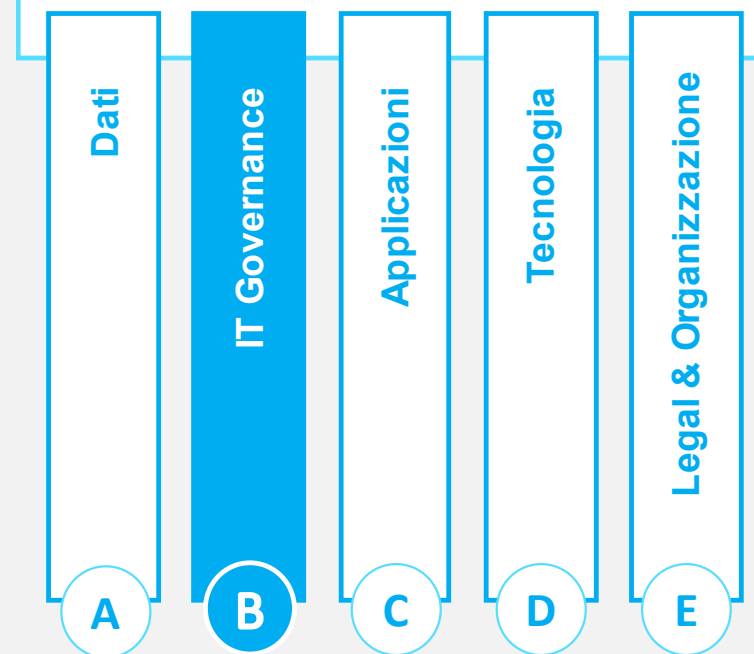 Dati
IT Governance
Applicazioni
Tecnologia
Legal & Organizzazione
A
B
C
D
E